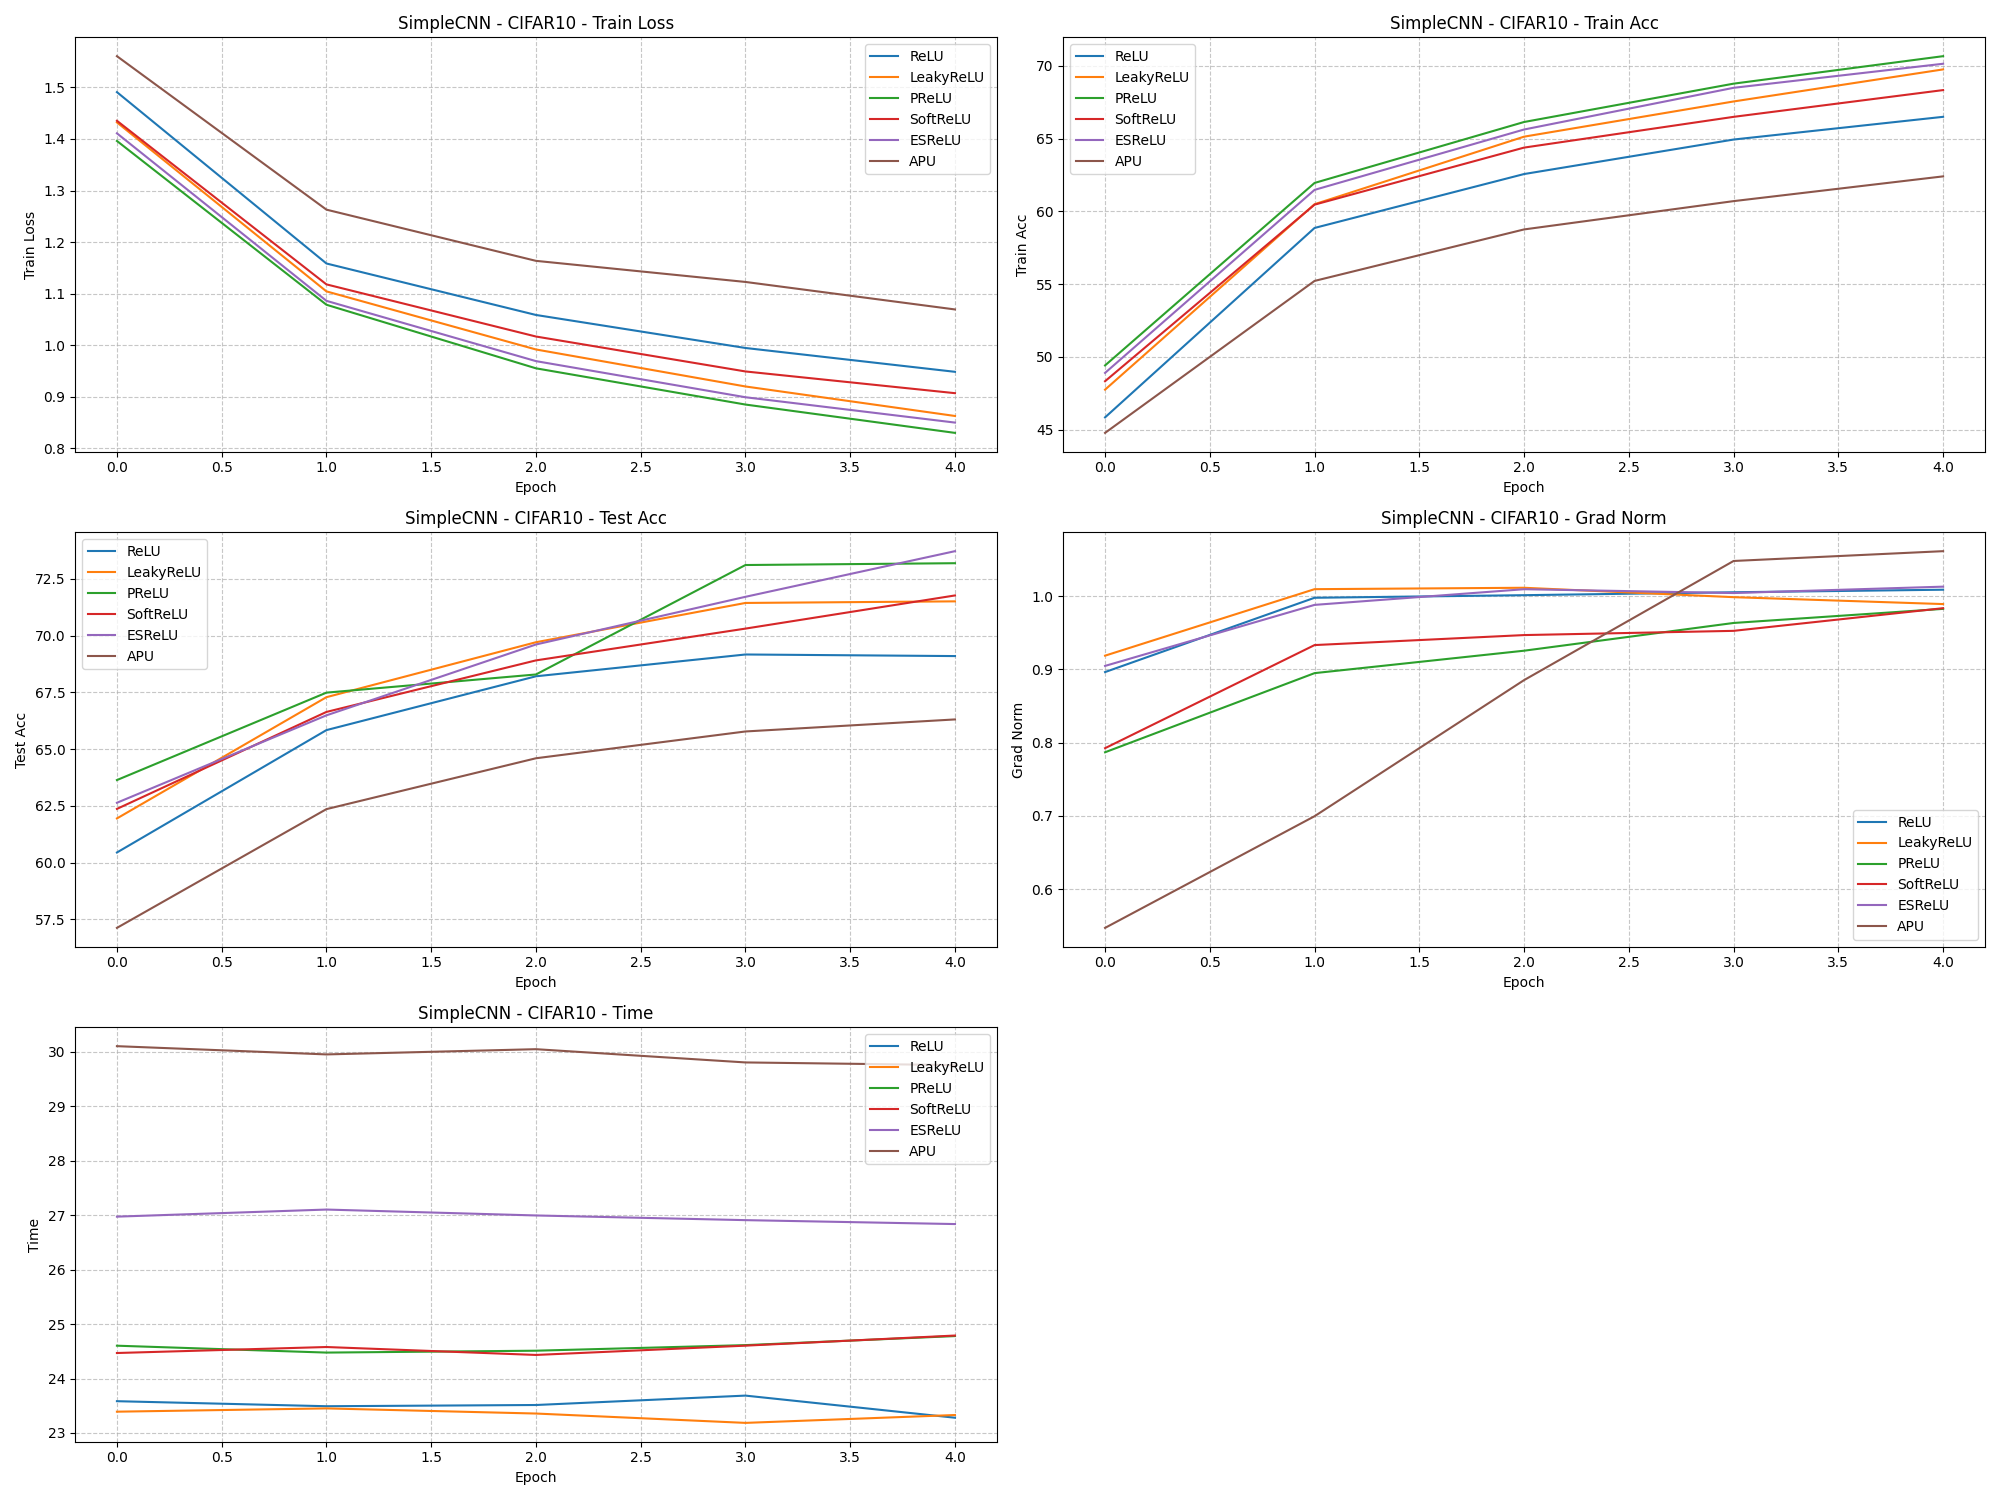 SimpleCNN - CIFAR10 - Train Loss
Train Loss
1.5
1.4
1.3
1.2
1.1
1.0
0.9
0.8
0.0 0.5 1.0 1.5 2.0 2.5 3.0 3.5 4.0
Epoch
ReLU
LeakyReLU
PReLU
SoftReLU
ESReLU
APU
SimpleCNN - CIFAR10 - Train Acc
Train Acc
70
65
60
55
50
45
0.0 0.5 1.0 1.5 2.0 2.5 3.0 3.5 4.0
Epoch
ReLU
LeakyReLU
PReLU
SoftReLU
ESReLU
APU
SimpleCNN - CIFAR10 - Test Acc
Test Acc
72.5
70.0
67.5
65.0
62.5
60.0
57.5
0.0 0.5 1.0 1.5 2.0 2.5 3.0 3.5 4.0
Epoch
ReLU
LeakyReLU
PReLU
SoftReLU
ESReLU
APU
SimpleCNN - CIFAR10 - Grad Norm
Grad Norm
1.0
0.9
0.8
0.7
0.6
0.0 0.5 1.0 1.5 2.0 2.5 3.0 3.5 4.0
Epoch
ReLU
LeakyReLU
PReLU
SoftReLU
ESReLU
APU
SimpleCNN - CIFAR10 - Time
Time
30
29
28
27
26
25
24
23
0.0 0.5 1.0 1.5 2.0 2.5 3.0 3.5 4.0
Epoch
ReLU
LeakyReLU
PReLU
SoftReLU
ESReLU
APU